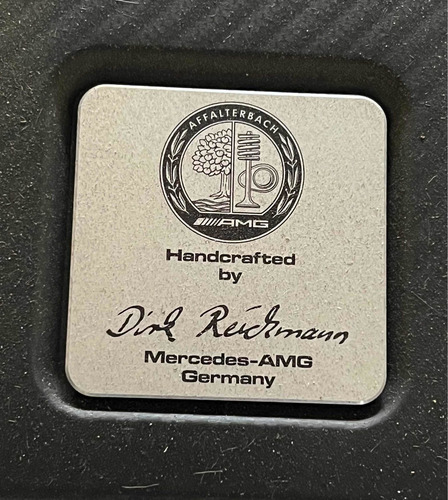 AFFALTERBACH
AMG
Handcrafted
by
Dirk Reichmann
Mercedes-AMG
Germany